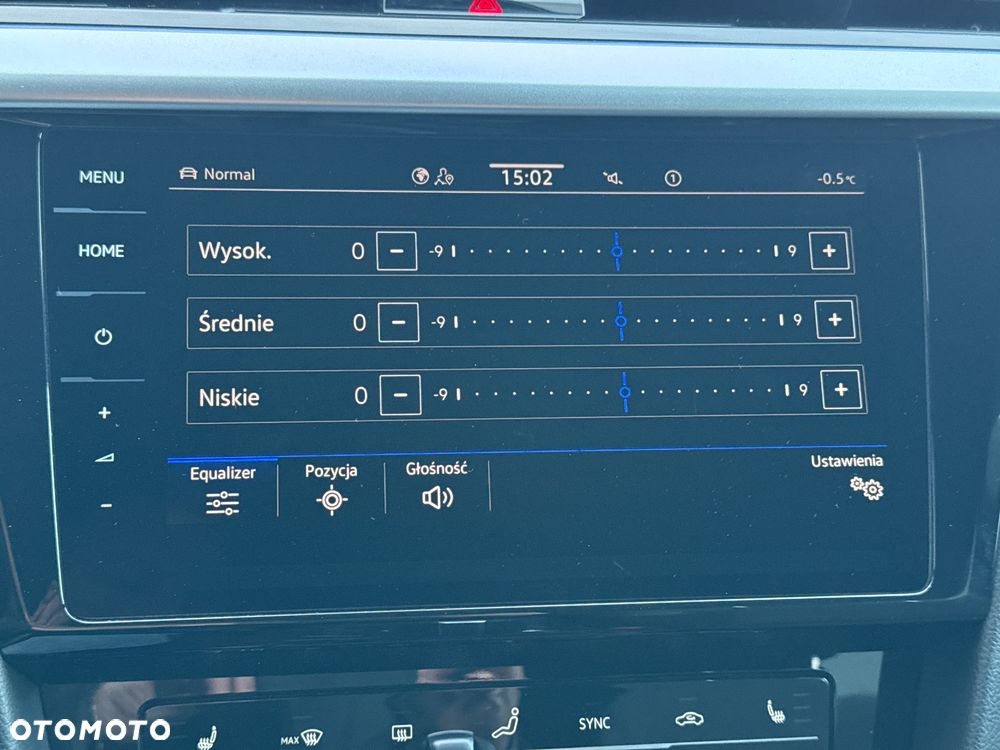 MENU
Normal
15:02
1
-0.5°C
HOME
Wysok. 0 − -9 9 +
Średnie 0 − -9 9 +
Niskie 0 − -9 9 +
+
−
Equalizer
Pozycja
Głośność
Ustawienia
OTOMOTO
MAX
SYNC